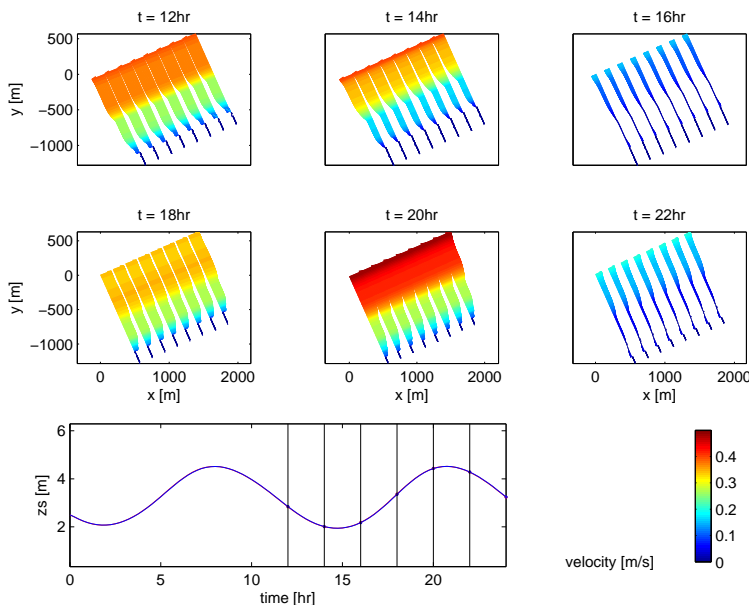 t = 12hr
t = 14hr
t = 16hr
500
0
−500
−1000
y [m]
t = 18hr
t = 20hr
t = 22hr
500
0
−500
−1000
y [m]
0 1000 2000
x [m]
0 1000 2000
x [m]
0 1000 2000
x [m]
6
4
2
zs [m]
0 5 10 15 20
time [hr]
0.4
0.3
0.2
0.1
0
velocity [m/s]